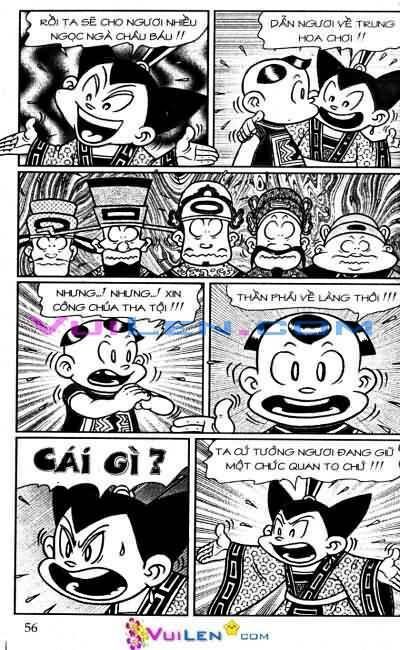 RỒI TA SẼ CHO NGƯƠI NHIỀU
NGỌC NGÀ CHÂU BÁU !!
DẪN NGƯƠI VỀ TRUNG
HOA CHƠI !!
NHƯNG..! NHƯNG..! XIN
CÔNG CHÚA THA TỘI !
THẦN PHẢI VỀ LÀNG THÔI !!!
VUILEN.COM
CÁI GÌ ?
TA CỨ TƯỞNG NGƯƠI ĐANG GIỮ
MỘT CHỨC QUAN TO CHỨ !!!
56
VUILEN.COM